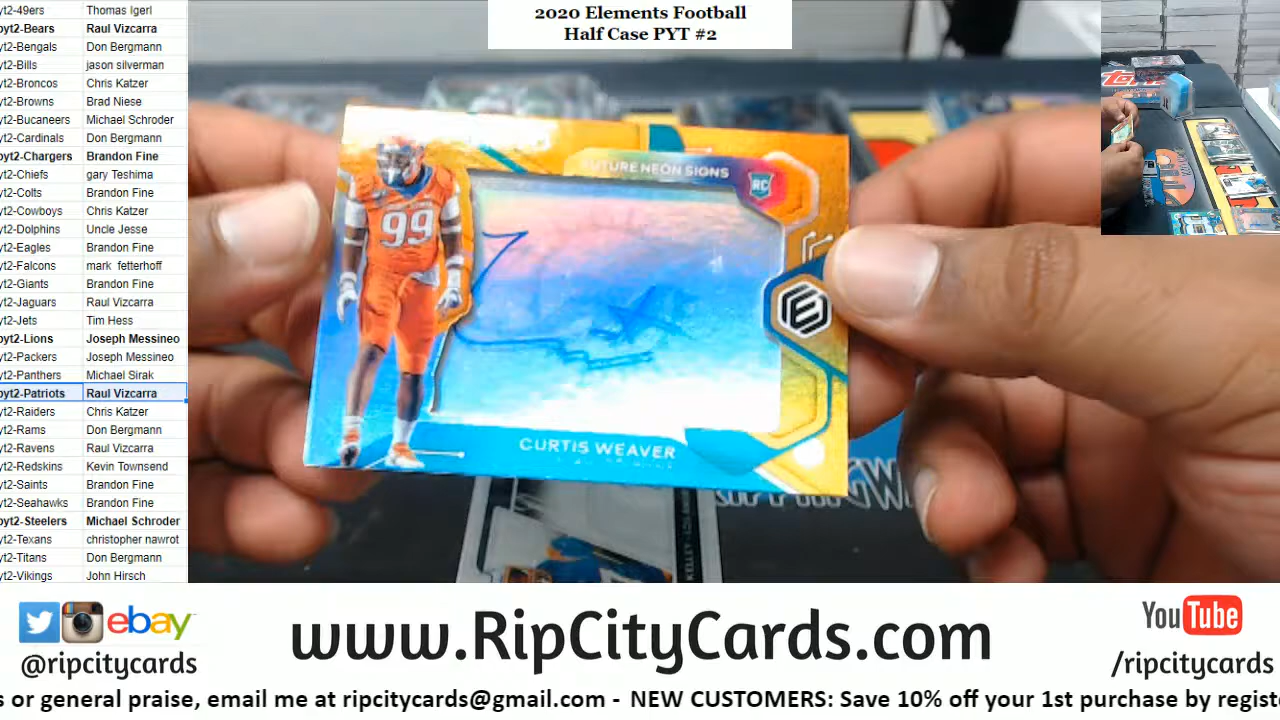 2020 Elements Football
Half Case PYT #2
yt2-49ers Thomas Igerl
pyt2-Bears Raul Vizcarra
yt2-Bengals Don Bergmann
yt2-Bills jason silverman
yt2-Broncos Chris Katzer
yt2-Browns Brad Niese
yt2-Bucaneers Michael Schroder
yt2-Cardinals Don Bergmann
pyt2-Chargers Brandon Fine
yt2-Chiefs gary Teshima
yt2-Colts Brandon Fine
yt2-Cowboys Chris Katzer
yt2-Dolphins Uncle Jesse
yt2-Eagles Brandon Fine
yt2-Falcons mark fetterhoff
yt2-Giants Brandon Fine
yt2-Jaguars Raul Vizcarra
yt2-Jets Tim Hess
pyt2-Lions Joseph Messineo
yt2-Packers Joseph Messineo
yt2-Panthers Michael Sirak
pyt2-Patriots Raul Vizcarra
yt2-Raiders Chris Katzer
yt2-Rams Don Bergmann
yt2-Ravens Raul Vizcarra
yt2-Redskins Kevin Townsend
yt2-Saints Brandon Fine
yt2-Seahawks Brandon Fine
pyt2-Steelers Michael Schroder
yt2-Texans christopher nawrot
yt2-Titans Don Bergmann
yt2-Vikings John Hirsch
FUTURE NEON SIGNS
RC
99
E
CURTIS WEAVER
KELLEY
ebay
@ripcitycards
www.RipCityCards.com
YouTube
/ripcitycards
s or general praise, email me at ripcitycards@gmail.com - NEW CUSTOMERS: Save 10% off your 1st purchase by regist